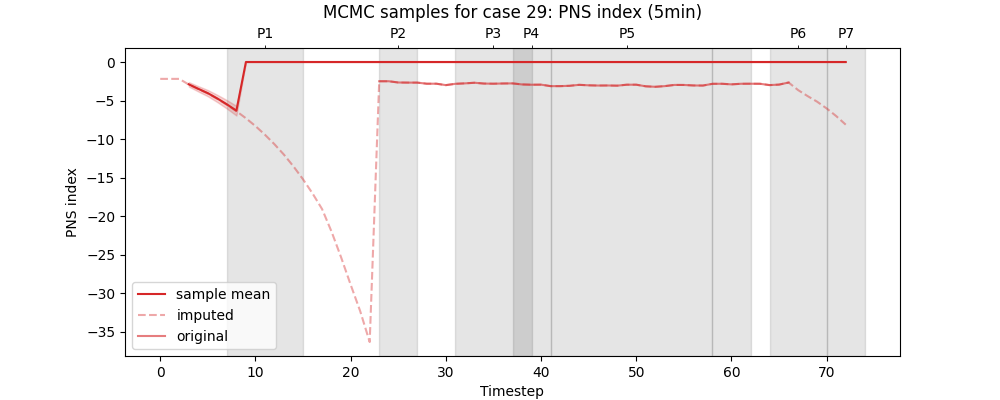 MCMC samples for case 29: PNS index (5min)
P1 P2 P3 P4 P5 P6 P7
0
−5
−10
−15
−20
−25
−30
−35
PNS index
sample mean
imputed
original
0 10 20 30 40 50 60 70
Timestep